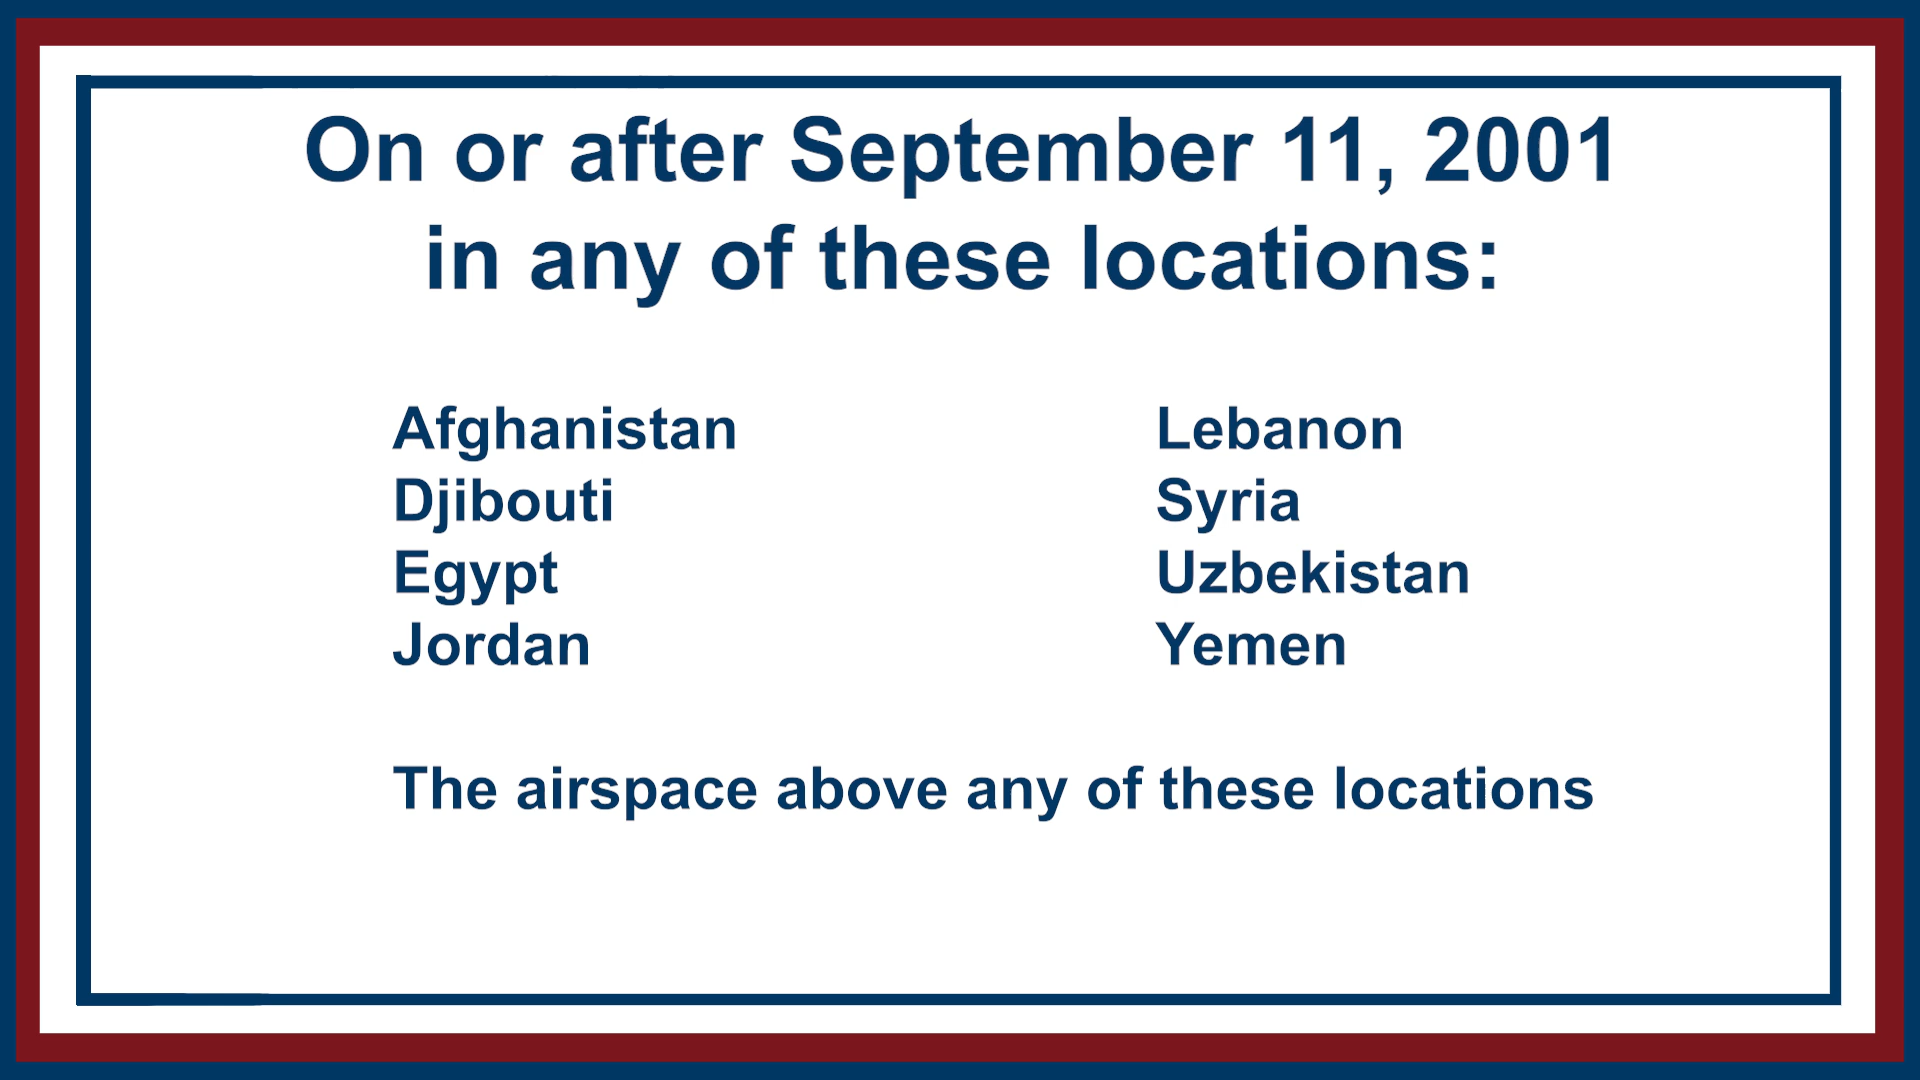 On or after September 11, 2001
in any of these locations:
Afghanistan
Djibouti
Egypt
Jordan
Lebanon
Syria
Uzbekistan
Yemen
The airspace above any of these locations